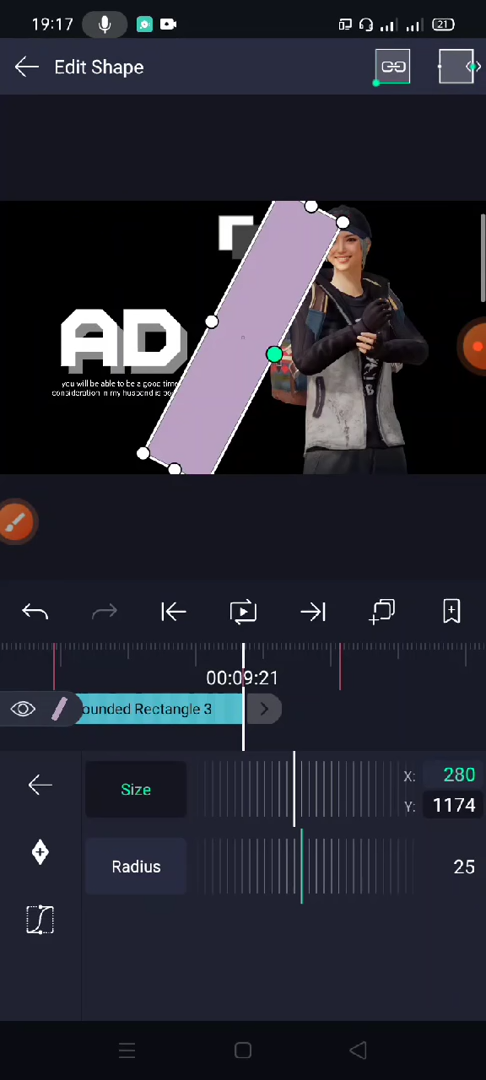 19:17
21
Edit Shape
AD
you will be able to be a good time
consideration in my husband is
00:09:21
ounded Rectangle 3
Size
X: 280
Y: 1174
Radius
25